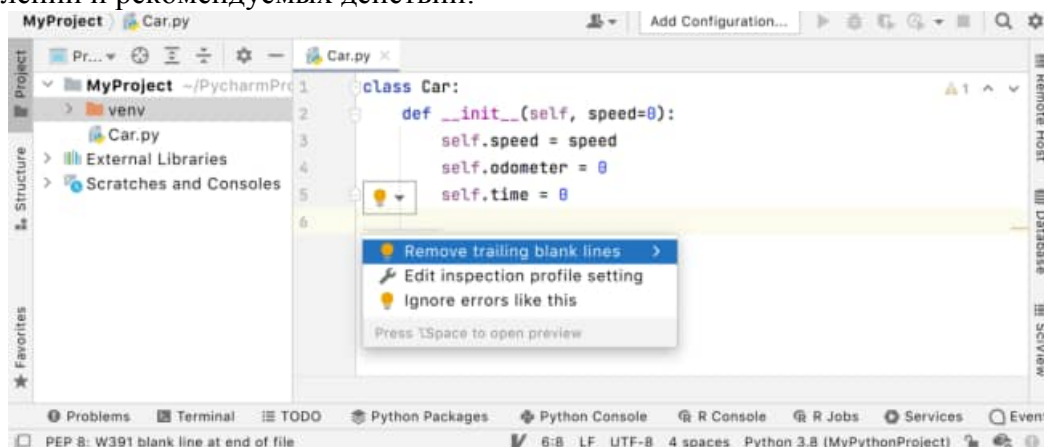 и рекомендуемых действий.
MyProject Car.py Add Configuration...
Pr... Car.py
Project
MyProject ~/PycharmPro
venv
Car.py
External Libraries
Scratches and Consoles
Structure
Favorites
1 class Car:
2 def __init__(self, speed=0):
3 self.speed = speed
4 self.odometer = 0
5 self.time = 0
6
1
Remove trailing blank lines
Edit inspection profile setting
Ignore errors like this
Press ⌥Space to open preview
Remote Host
Database
SciView
Problems Terminal TODO Python Packages Python Console R Console R Jobs Services Event
PEP 8: W391 blank line at end of file 6:8 LF UTF-8 4 spaces Python 3.8 (MyPythonProject)